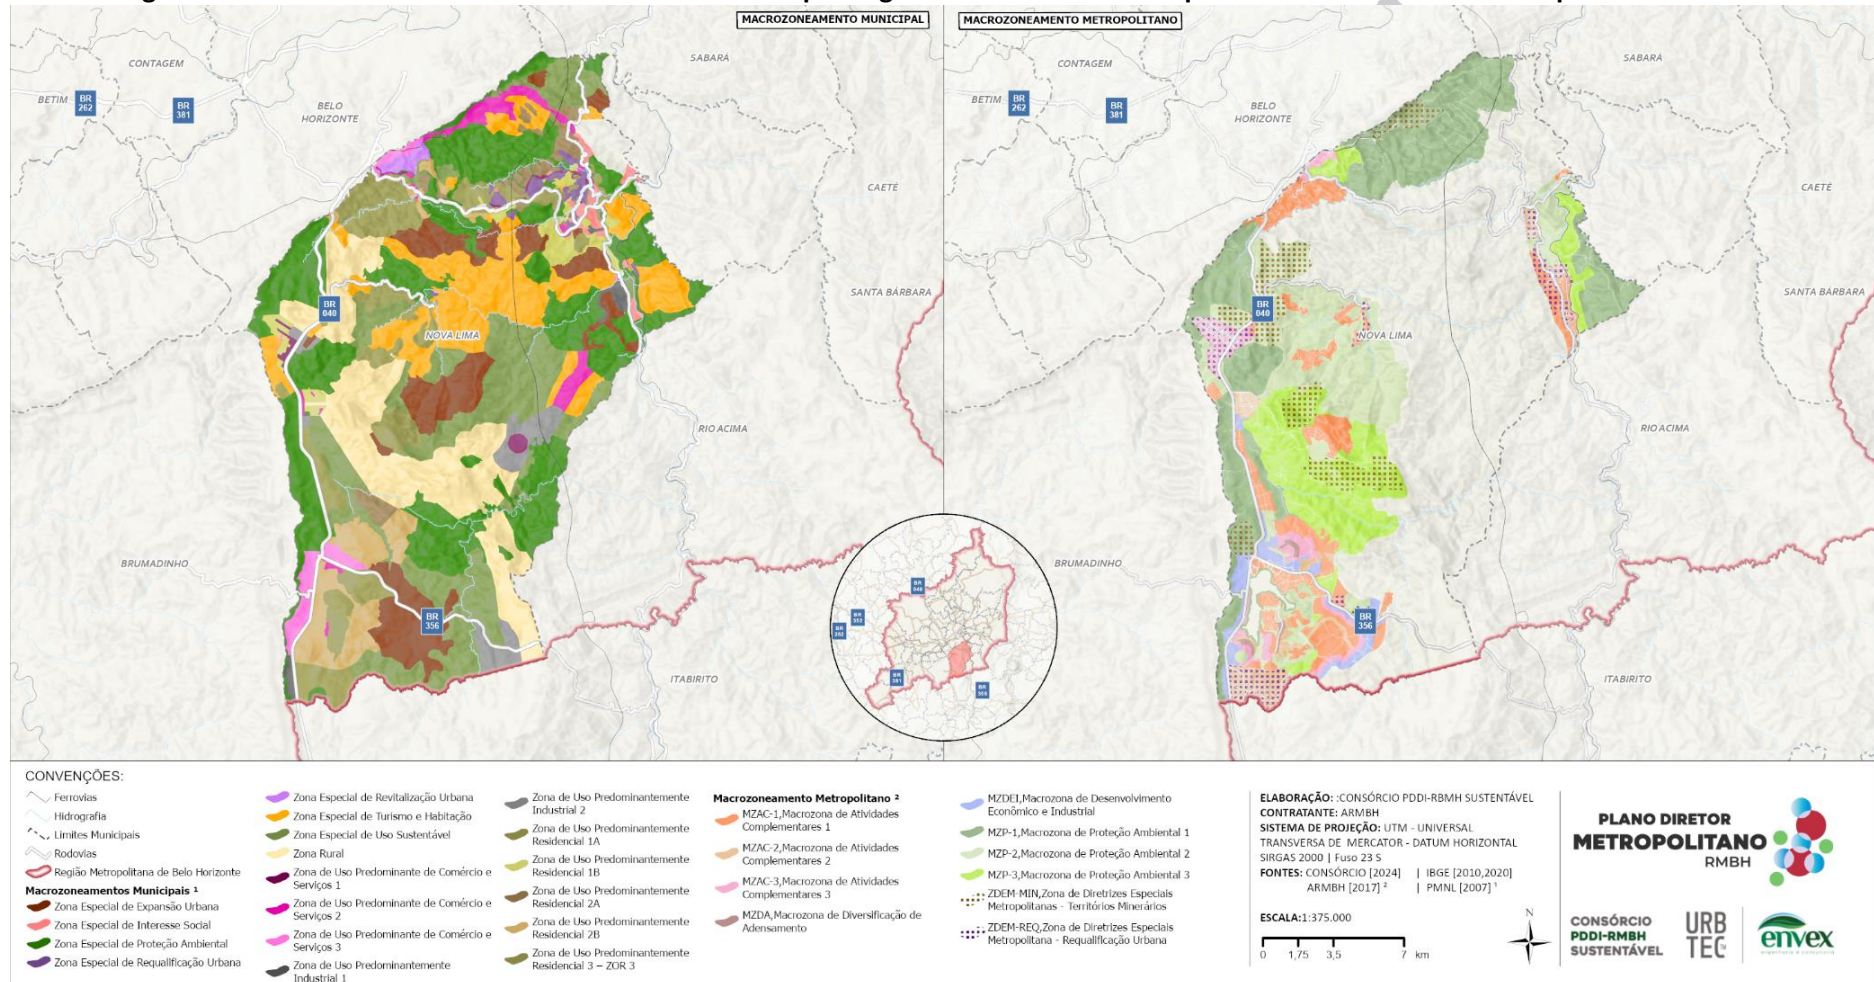 MACROZONEAMENTO MUNICIPAL
MACROZONEAMENTO METROPOLITANO
CONTAGEM
SABARÁ
BETIM
BR
262
BR
381
BELO
HORIZONTE
CAETÉ
SANTA BÁRBARA
BR
040
NOVA LIMA
RIO ACIMA
BRUMADINHO
BR
356
ITABIRITO
CONTAGEM
SABARÁ
BETIM
BR
262
BR
381
BELO
HORIZONTE
CAETÉ
SANTA BÁRBARA
BR
040
NOVA LIMA
RIO ACIMA
BRUMADINHO
BR
356
ITABIRITO
BR
BR
BR
BR
381
BR
CONVENÇÕES:
Ferrovias
Hidrografia
Limites Municipais
Rodovias
Região Metropolitana de Belo Horizonte
Macrozoneamentos Municipais ¹
Zona Especial de Expansão Urbana
Zona Especial de Interesse Social
Zona Especial de Proteção Ambiental
Zona Especial de Requalificação Urbana
Zona Especial de Revitalização Urbana
Zona Especial de Turismo e Habitação
Zona Especial de Uso Sustentável
Zona Rural
Zona de Uso Predominante de Comércio e
Serviços 1
Zona de Uso Predominante de Comércio e
Serviços 2
Zona de Uso Predominante de Comércio e
Serviços 3
Zona de Uso Predominantemente
Industrial 1
Zona de Uso Predominantemente
Industrial 2
Zona de Uso Predominantemente
Residencial 1A
Zona de Uso Predominantemente
Residencial 1B
Zona de Uso Predominantemente
Residencial 2A
Zona de Uso Predominantemente
Residencial 2B
Zona de Uso Predominantemente
Residencial 3 – ZOR 3
Macrozoneamento Metropolitano ²
MZAC-1,Macrozona de Atividades
Complementares 1
MZAC-2,Macrozona de Atividades
Complementares 2
MZAC-3,Macrozona de Atividades
Complementares 3
MZDA,Macrozona de Diversificação de
Adensamento
MZDEI,Macrozona de Desenvolvimento
Econômico e Industrial
MZP-1,Macrozona de Proteção Ambiental 1
MZP-2,Macrozona de Proteção Ambiental 2
MZP-3,Macrozona de Proteção Ambiental 3
ZDEM-MIN,Zona de Diretrizes Especiais
Metropolitanas - Territórios Minerários
ZDEM-REQ,Zona de Diretrizes Especiais
Metropolitana - Requalificação Urbana
ELABORAÇÃO: :CONSÓRCIO PDDI-RBMH SUSTENTÁVEL
CONTRATANTE: ARMBH
SISTEMA DE PROJEÇÃO: UTM - UNIVERSAL
TRANSVERSA DE MERCATOR - DATUM HORIZONTAL
SIRGAS 2000 | Fuso 23 S
FONTES: CONSÓRCIO [2024] | IBGE [2010,2020]
ARMBH [2017] ² | PMNL [2007] ¹
ESCALA:1:375.000
0 1,75 3,5 7 km
N
PLANO DIRETOR
METROPOLITANO
RMBH
CONSÓRCIO
PDDI-RMBH
SUSTENTÁVEL
URB
TEC
envex